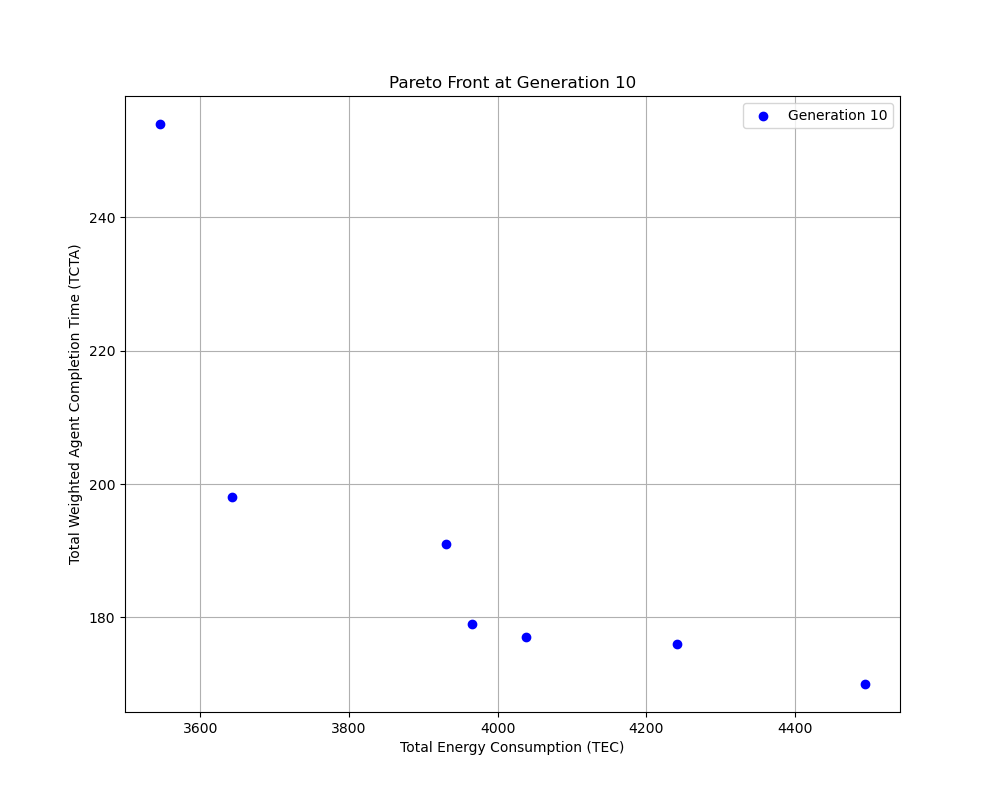 Pareto Front at Generation 10
Generation 10
240
220
200
180
Total Weighted Agent Completion Time (TCTA)
3600
3800
4000
4200
4400
Total Energy Consumption (TEC)